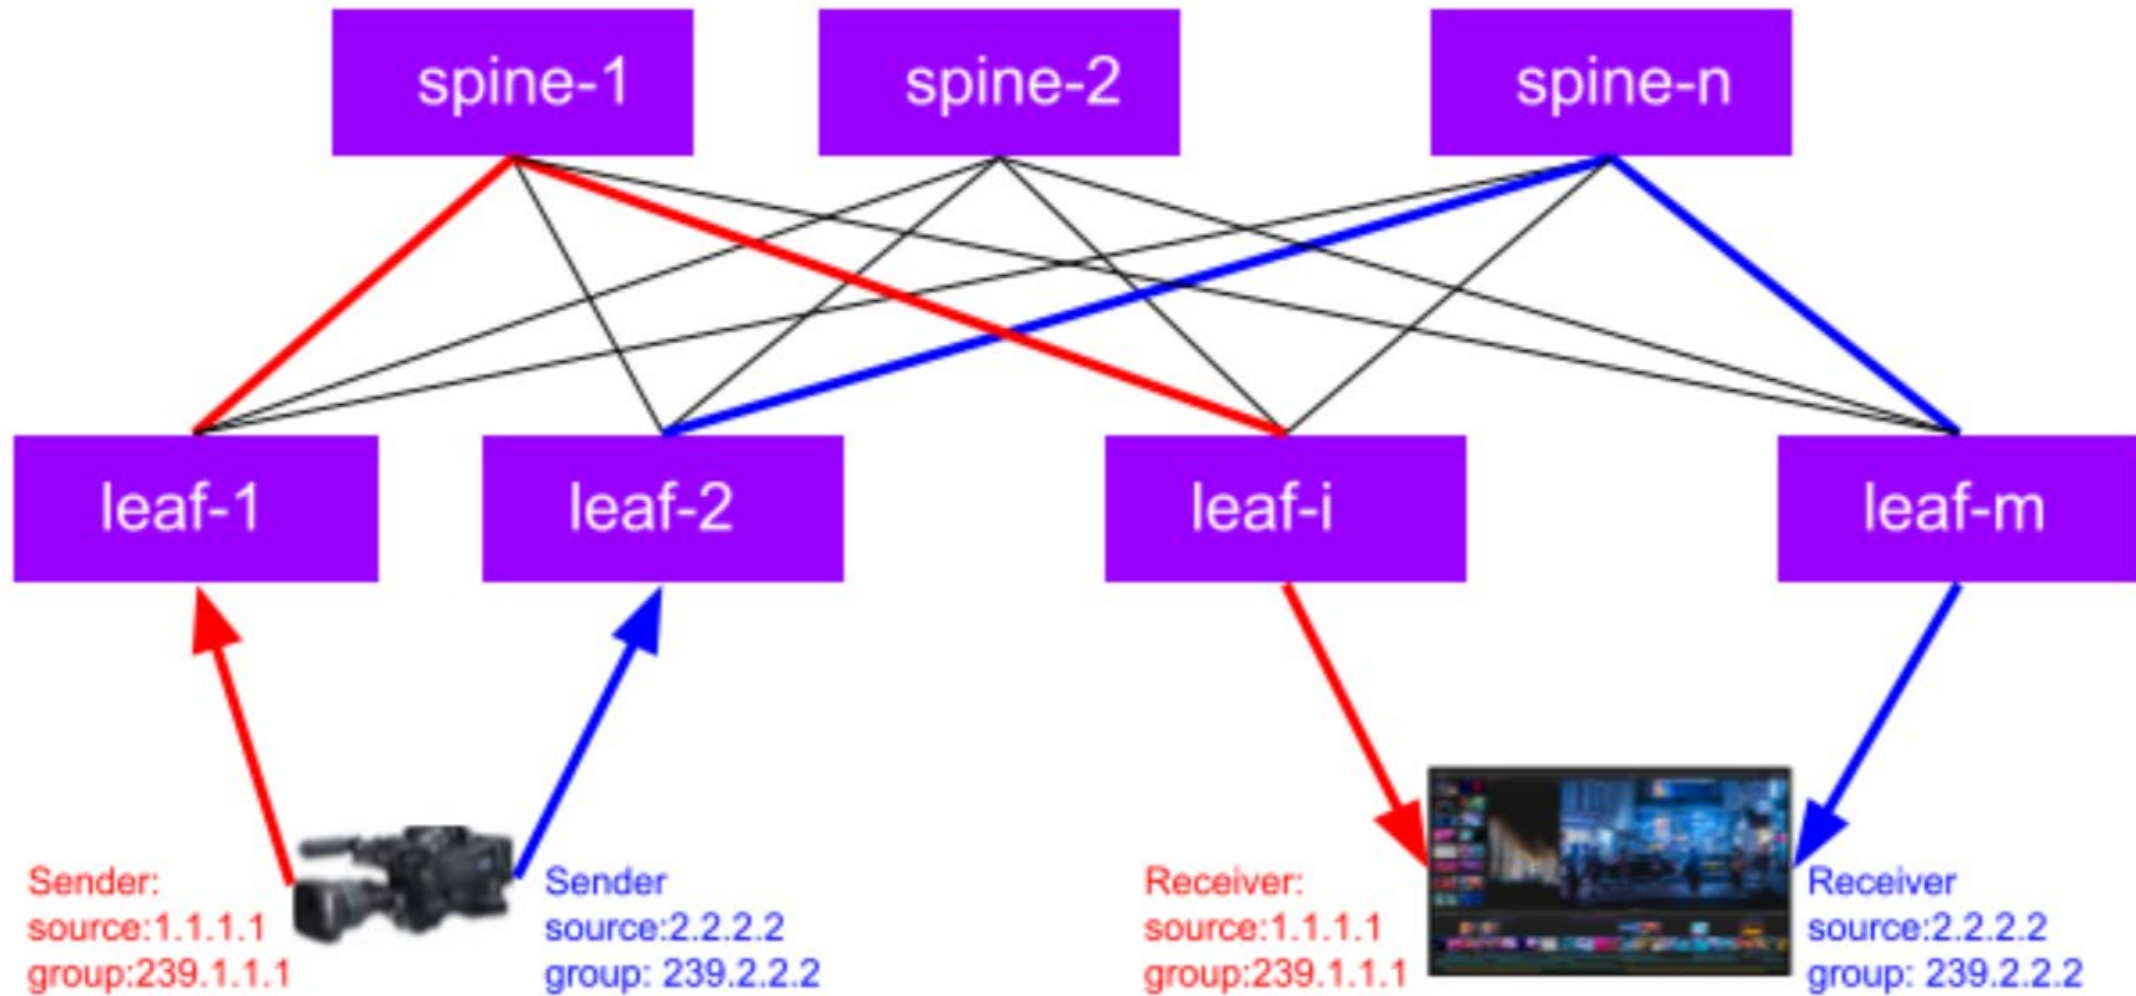 spine-1
spine-2
spine-n
leaf-1
leaf-2
leaf-i
leaf-m
Sender:
source:1.1.1.1
group:239.1.1.1
Sender
source:2.2.2.2
group: 239.2.2.2
Receiver:
source:1.1.1.1
group:239.1.1.1
Receiver
source:2.2.2.2
group: 239.2.2.2